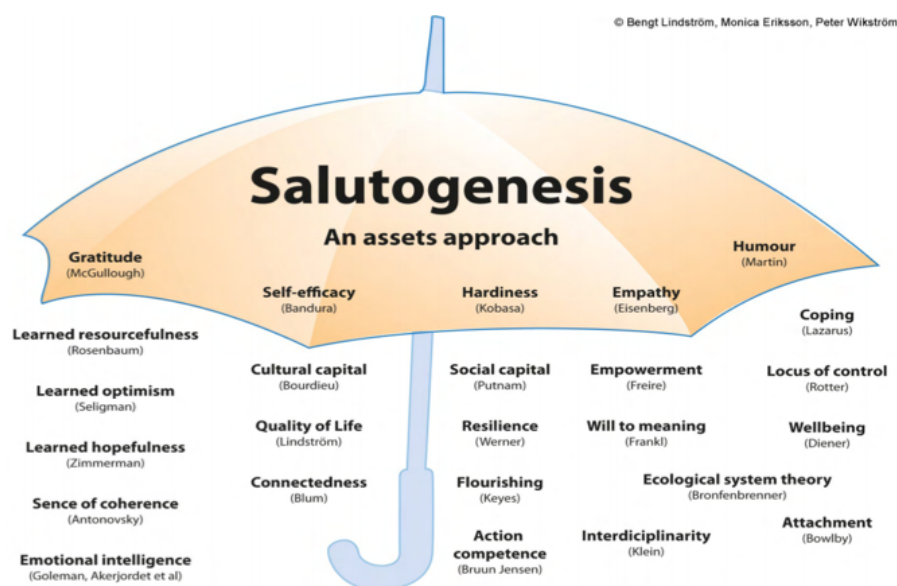 © Bengt Lindström, Monica Eriksson, Peter Wikström
Salutogenesis
An assets approach
Gratitude
(McGullough)
Humour
(Martin)
Self-efficacy
(Bandura)
Hardiness
(Kobasa)
Empathy
(Eisenberg)
Coping
(Lazarus)
Learned resourcefulness
(Rosenbaum)
Cultural capital
(Bourdieu)
Social capital
(Putnam)
Empowerment
(Freire)
Locus of control
(Rotter)
Learned optimism
(Seligman)
Quality of Life
(Lindström)
Resilience
(Werner)
Will to meaning
(Frankl)
Wellbeing
(Diener)
Learned hopefulness
(Zimmerman)
Connectedness
(Blum)
Flourishing
(Keyes)
Ecological system theory
(Bronfenbrenner)
Sence of coherence
(Antonovsky)
Action
competence
(Bruun Jensen)
Interdiciplinarity
(Klein)
Attachment
(Bowlby)
Emotional intelligence
(Goleman, Akerjordet et al)